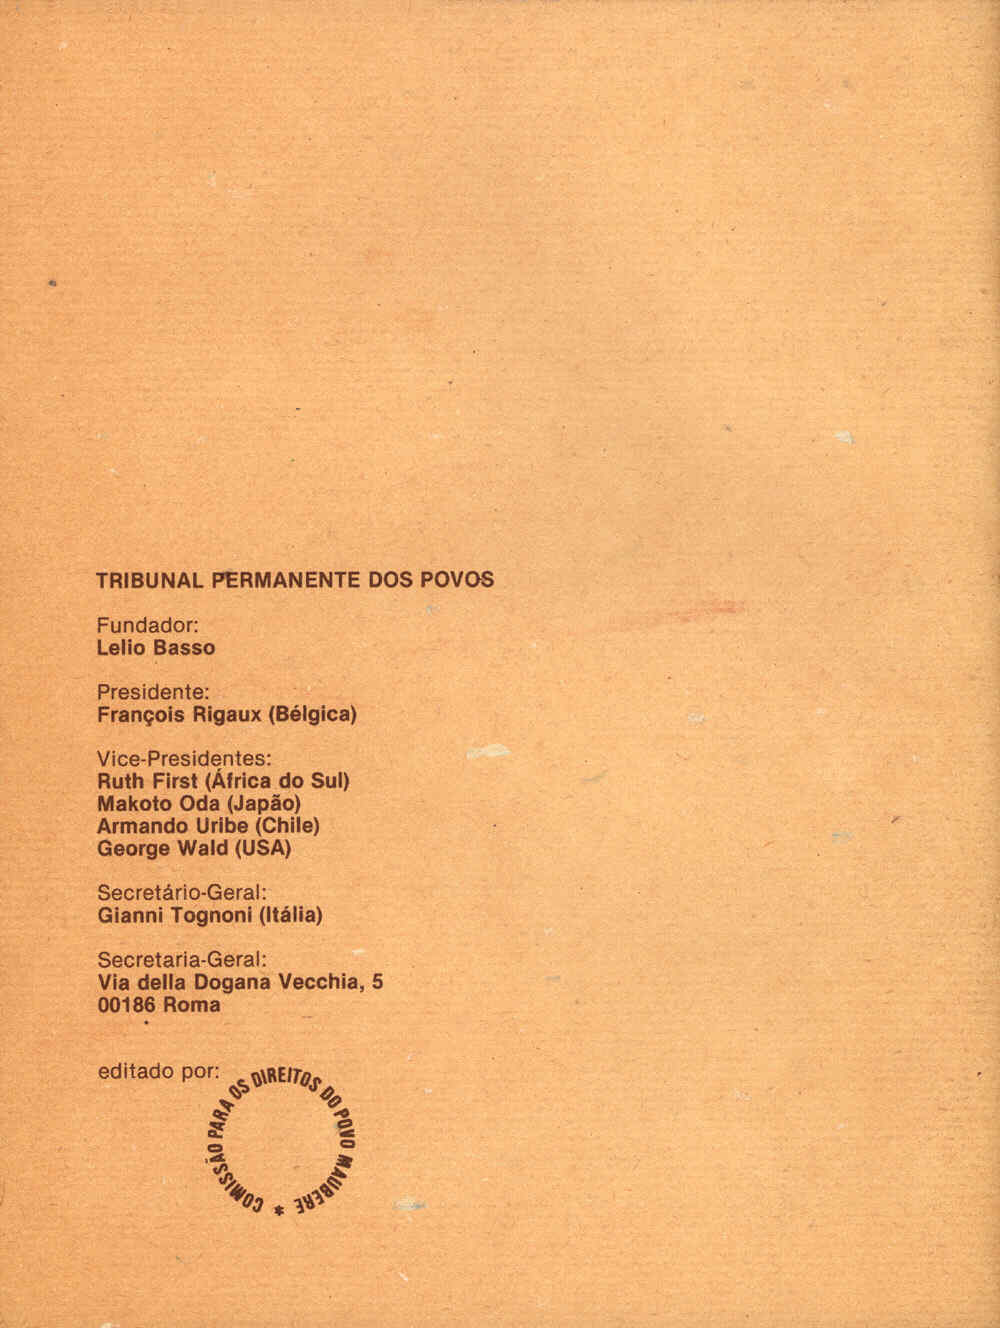 TRIBUNAL PERMANENTE DOS POVOS
Fundador:
Lelio Basso
Presidente:
François Rigaux (Bélgica)
Vice-Presidentes:
Ruth First (África do Sul)
Makoto Oda (Japão)
Armando Uribe (Chile)
George Wald (USA)
Secretário-Geral:
Gianni Tognoni (Itália)
Secretaria-Geral:
Via della Dogana Vecchia, 5
00186 Roma
editado por:
COMISSÃO PARA OS DIREITOS DO POVO MAUBERE *